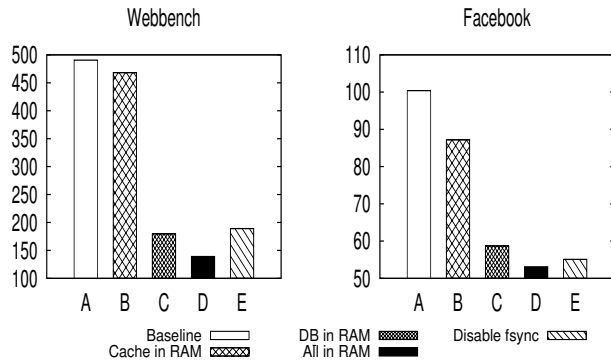 Webbench
Facebook
500
450
400
350
300
250
200
150
100
A B C D E
110
100
90
80
70
60
50
A B C D E
Baseline DB in RAM Disable fsync
Cache in RAM All in RAM